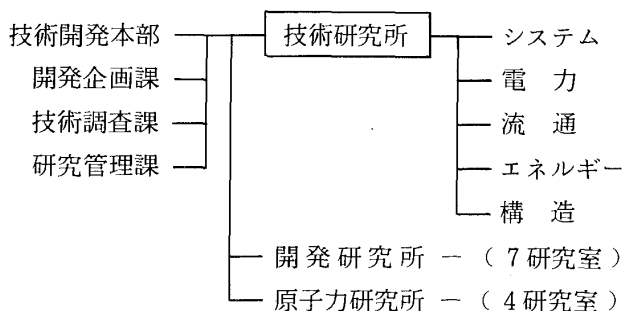 技術開発本部
開発企画課
技術調査課
研究管理課
技術研究所
システム
電力
流通
エネルギー
構造
開発研究所 ― (7研究室)
原子力研究所 ― (4研究室)